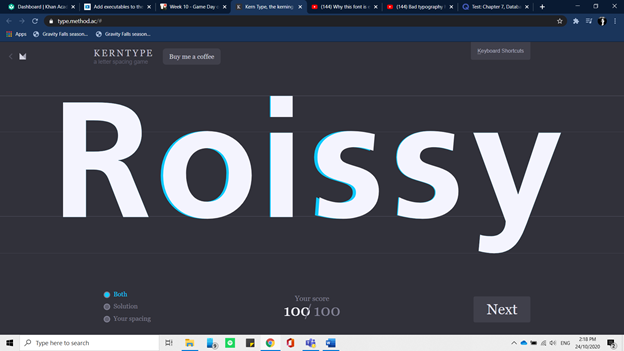 Dashboard | Khan Aca
Add executables to the
Week 10 - Game Day
Kern Type, the kerning
(144) Why this font is
(144) Bad typography
Test: Chapter 7, Datab
type.method.ac/#
Apps
Gravity Falls season...
Gravity Falls season...
KERNTYPE
a letter spacing game
Buy me a coffee
Keyboard Shortcuts
Roissy
Both
Solution
Your spacing
Your score
100/100
Next
Type here to search
ENG
2:18 PM
24/10/2020